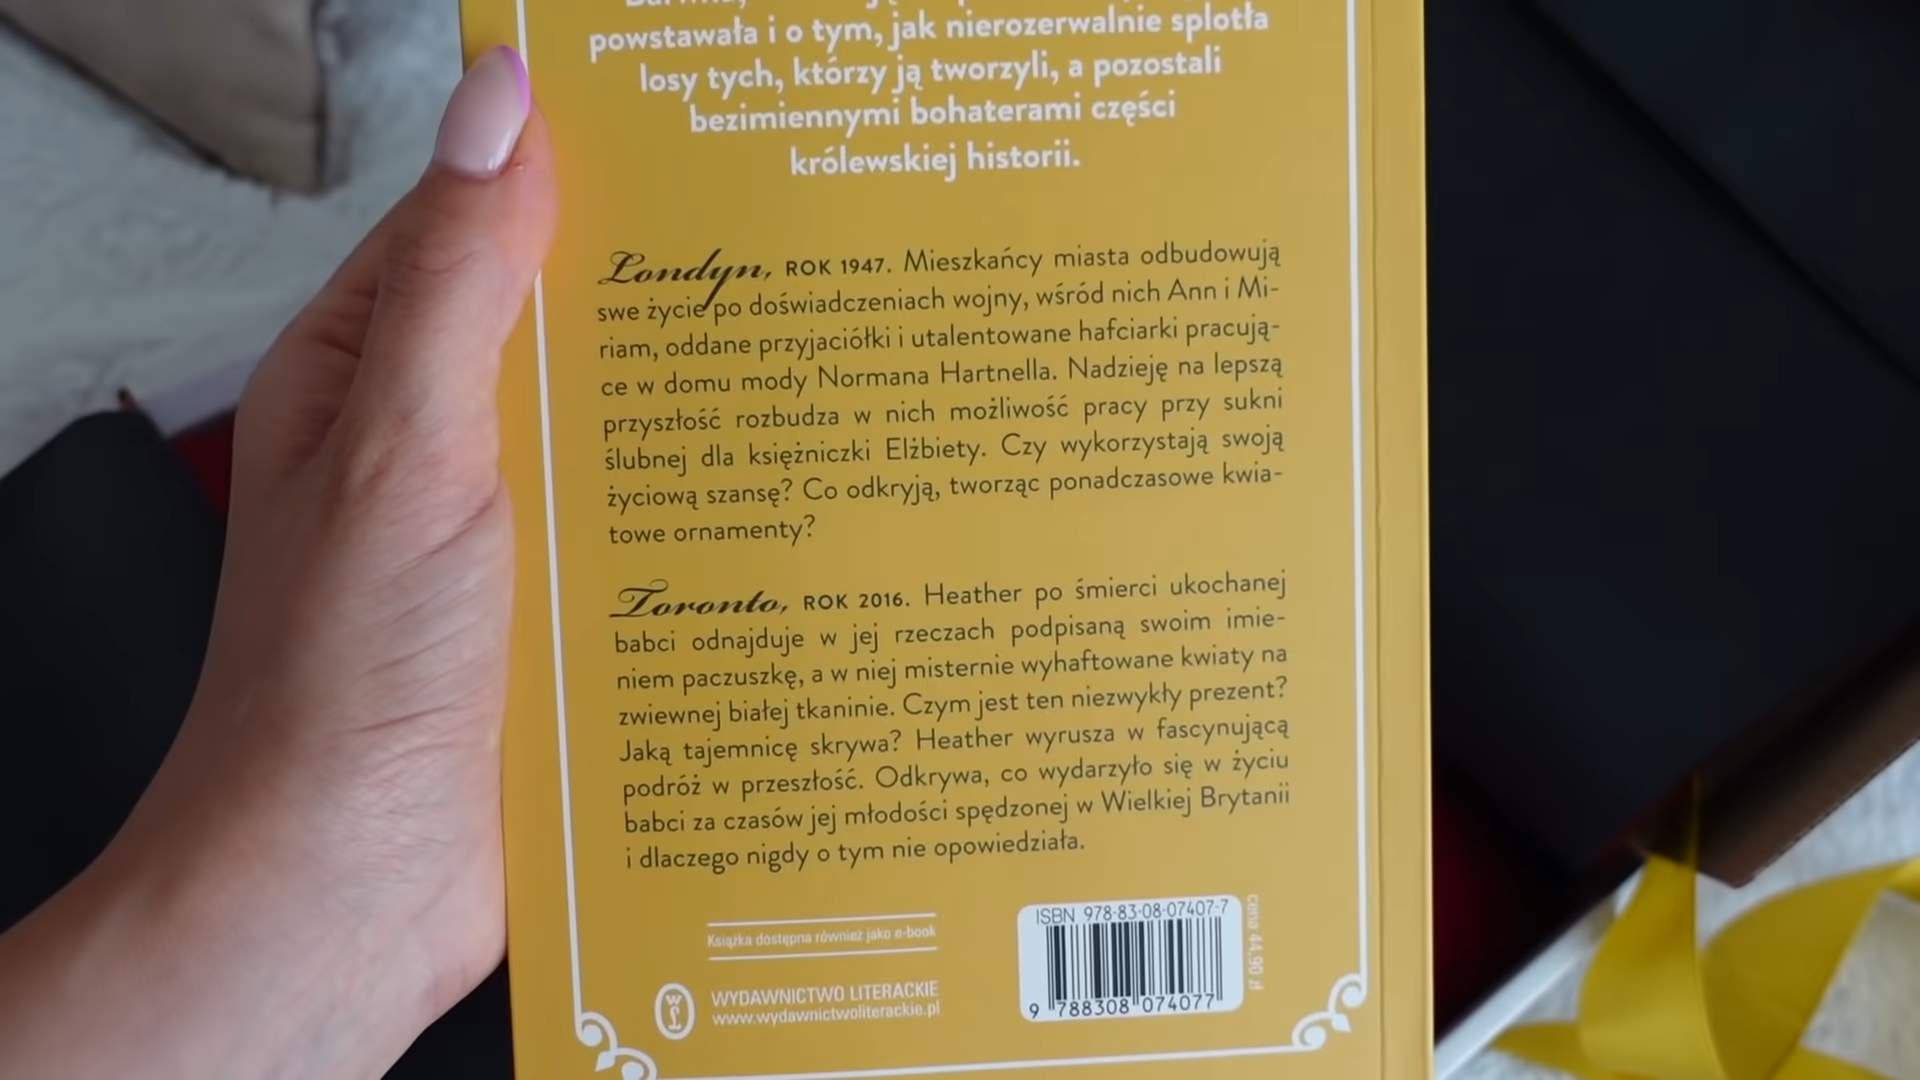 powstawała i o tym, jak nierozerwalnie splotła
losy tych, którzy ją tworzyli, a pozostali
bezimiennymi bohaterami części
królewskiej historii.
Londyn, ROK 1947. Mieszkańcy miasta odbudowują
swe życie po doświadczeniach wojny, wśród nich Ann i Mi-
riam, oddane przyjaciółki i utalentowane hafciarki pracują-
ce w domu mody Normana Hartnella. Nadzieję na lepszą
przyszłość rozbudza w nich możliwość pracy przy sukni
ślubnej dla księżniczki Elżbiety. Czy wykorzystają swoją
życiową szansę? Co odkryją, tworząc ponadczasowe kwia-
towe ornamenty?
Toronto, ROK 2016. Heather po śmierci ukochanej
babci odnajduje w jej rzeczach podpisaną swoim imie-
niem paczuszkę, a w niej misternie wyhaftowane kwiaty na
zwiewnej białej tkaninie. Czym jest ten niezwykły prezent?
Jaką tajemnicę skrywa? Heather wyrusza w fascynującą
podróż w przeszłość. Odkrywa, co wydarzyło się w życiu
babci za czasów jej młodości spędzonej w Wielkiej Brytanii
i dlaczego nigdy o tym nie opowiedziała.
Książka dostępna również jako e-book
WYDAWNICTWO LITERACKIE
www.wydawnictwoliterackie.pl
ISBN 978-83-08-07407-7
9 788308 074077
cena 44,90 zł